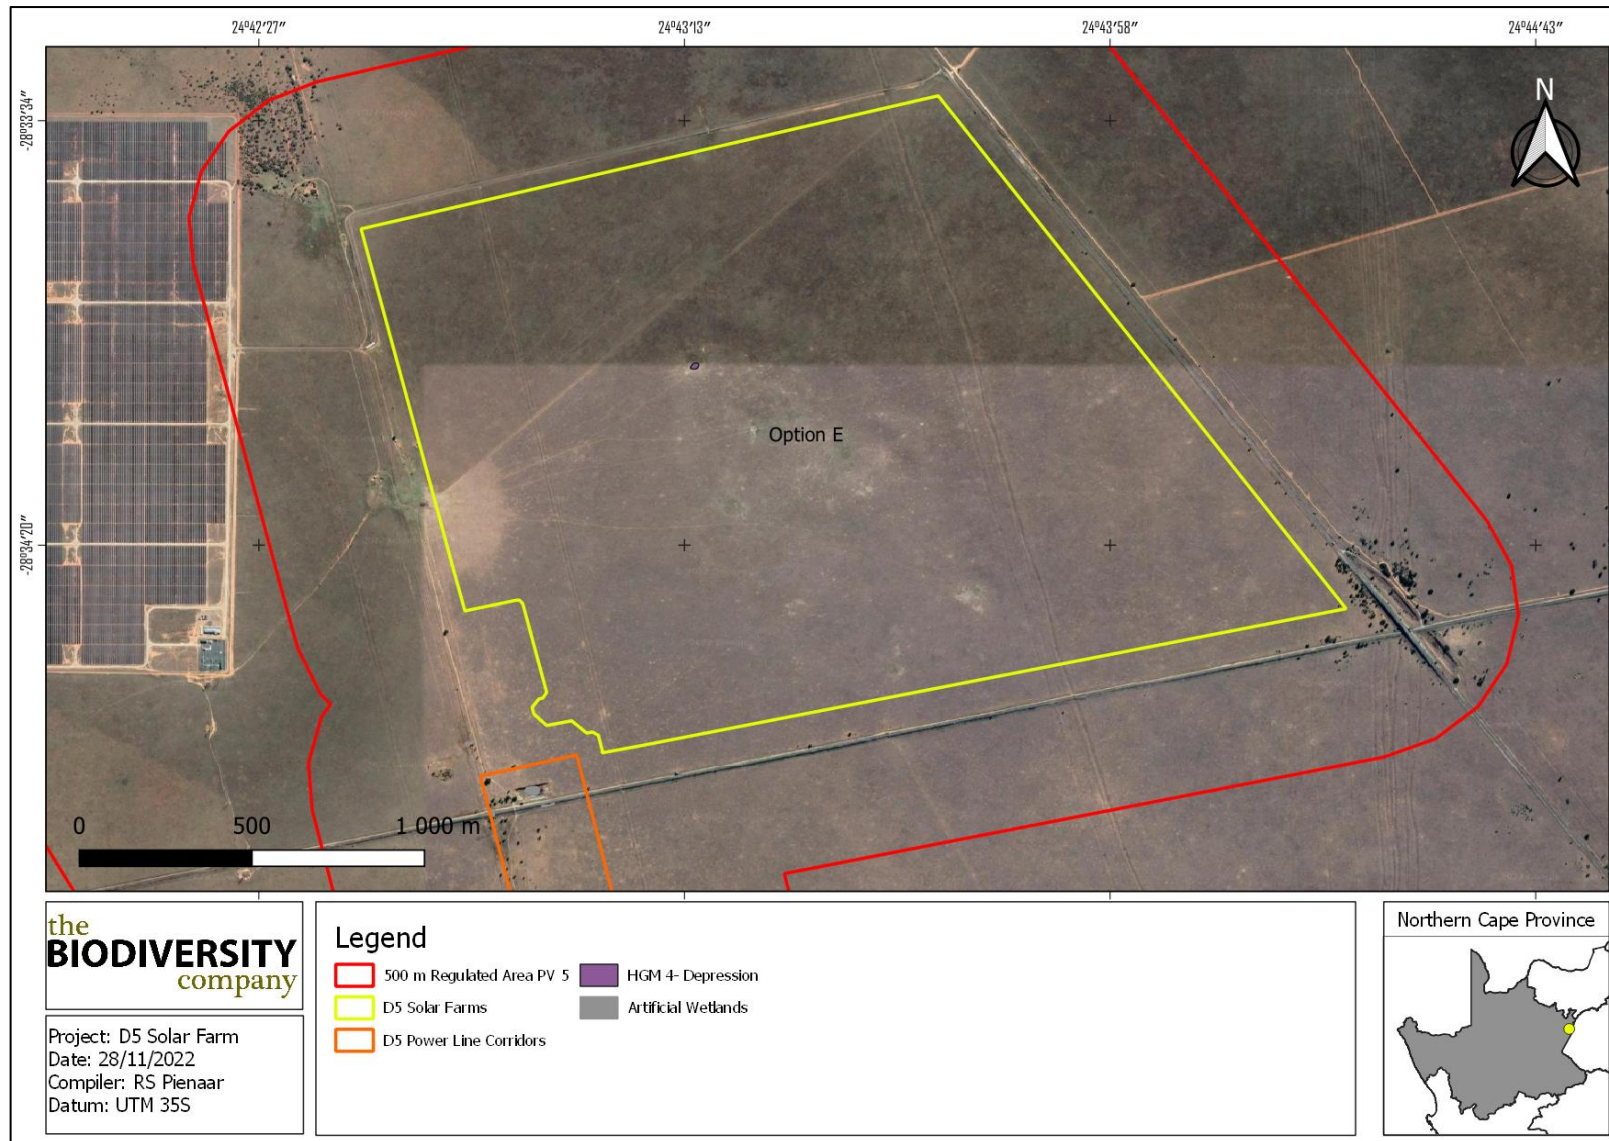 24°42'27"
24°43'13"
24°43'58"
24°44'43"
-28°33'34"
-28°34'20"
N
Option E
0 500 1 000 m
the
BIODIVERSITY
company
Project: D5 Solar Farm
Date: 28/11/2022
Compiler: RS Pienaar
Datum: UTM 35S
Legend
500 m Regulated Area PV 5
D5 Solar Farms
D5 Power Line Corridors
HGM 4- Depression
Artificial Wetlands
Northern Cape Province